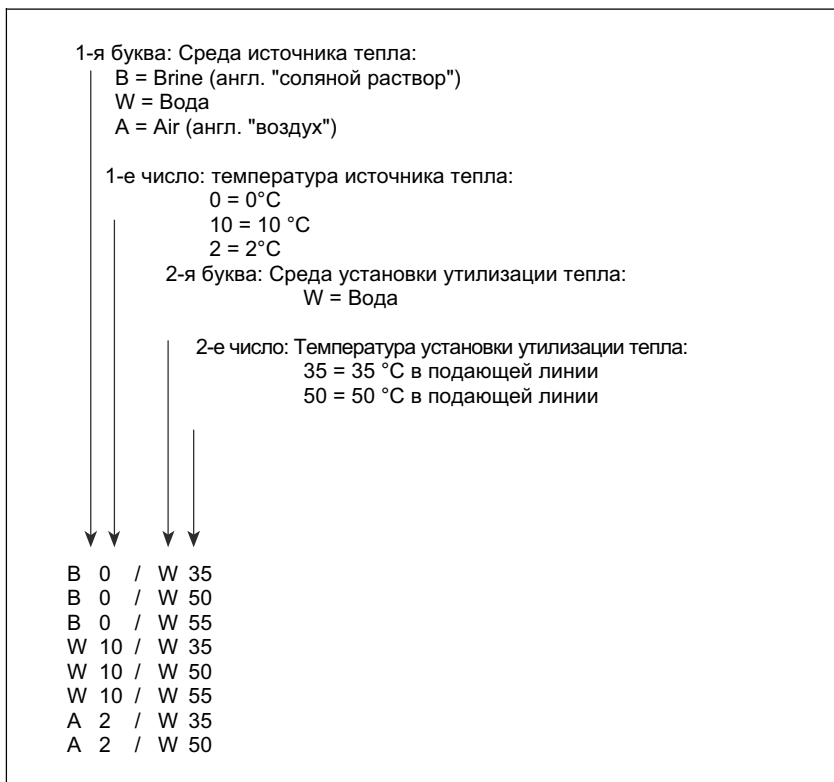 1-я буква: Среда источника тепла:
B = Brine (англ. "соляной раствор")
W = Вода
A = Air (англ. "воздух")
1-е число: температура источника тепла:
0 = 0°C
10 = 10 °C
2 = 2°C
2-я буква: Среда установки утилизации тепла:
W = Вода
2-е число: Температура установки утилизации тепла:
35 = 35 °C в подающей линии
50 = 50 °C в подающей линии
B 0 / W 35
B 0 / W 50
B 0 / W 55
W 10 / W 35
W 10 / W 50
W 10 / W 55
A 2 / W 35
A 2 / W 50